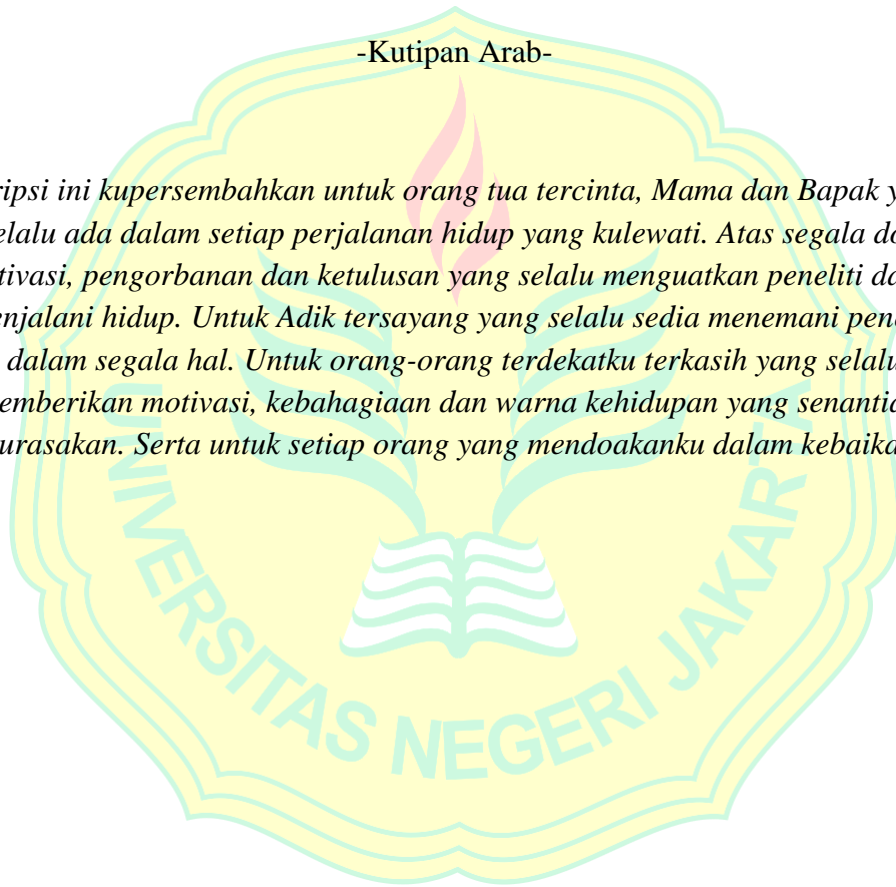 -Kutipan Arab-
ripsi ini kupersembahkan untuk orang tua tercinta, Mama dan Bapak y
elalu ada dalam setiap perjalanan hidup yang kulewati. Atas segala do
tivasi, pengorbanan dan ketulusan yang selalu menguatkan peneliti da
enjalani hidup. Untuk Adik tersayang yang selalu sedia menemani pene
dalam segala hal. Untuk orang-orang terdekatku terkasih yang selalu
emberikan motivasi, kebahagiaan dan warna kehidupan yang senantia
urasakan. Serta untuk setiap orang yang mendoakanku dalam kebaika
UNIVERSITAS NEGERI JAKARTA